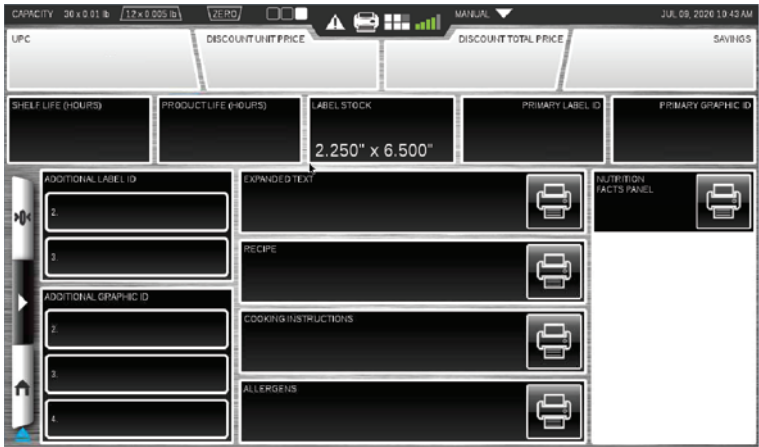 CAPACITY 30 x 0.01 lb / 12 x 0.005 lb ZERO MANUAL JUL 09, 2020 10:43 AM
UPC DISCOUNT UNIT PRICE DISCOUNT TOTAL PRICE SAVINGS
SHELF LIFE (HOURS) PRODUCT LIFE (HOURS) LABEL STOCK PRIMARY LABEL ID PRIMARY GRAPHIC ID
2.250" x 6.500"
ADDITIONAL LABEL ID
2.
3.
ADDITIONAL GRAPHIC ID
2.
3.
4.
EXPANDED TEXT
RECIPE
COOKING INSTRUCTIONS
ALLERGENS
NUTRITION
FACTS PANEL
>0<